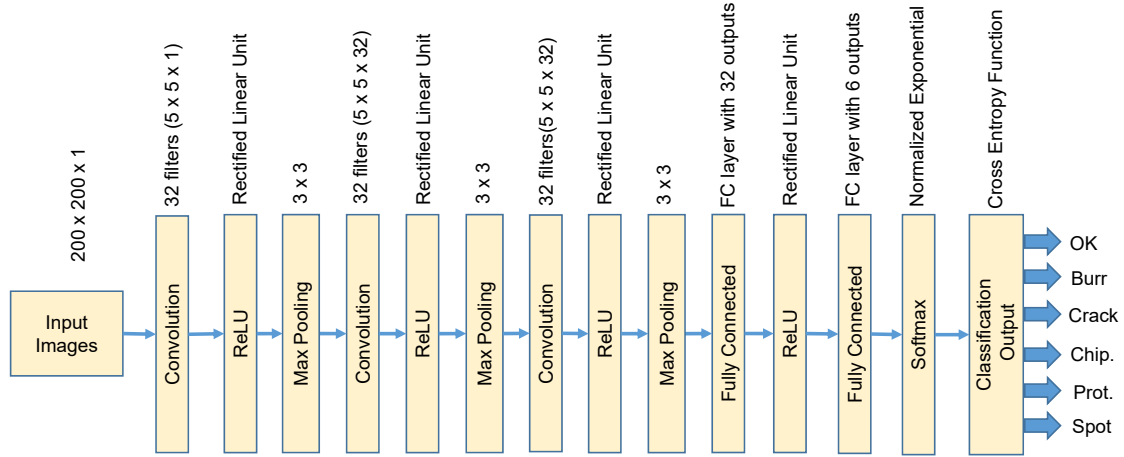 200 x 200 x 1
32 filters (5 x 5 x 1)
Rectified Linear Unit
3 x 3
32 filters (5 x 5 x 32)
Rectified Linear Unit
3 x 3
32 filters(5 x 5 x 32)
Rectified Linear Unit
3 x 3
FC layer with 32 outputs
Rectified Linear Unit
FC layer with 6 outputs
Normalized Exponential
Cross Entropy Function
Input
Images
Convolution
ReLU
Max Pooling
Convolution
ReLU
Max Pooling
Convolution
ReLU
Max Pooling
Fully Connected
ReLU
Fully Connected
Softmax
Classification
Output
OK
Burr
Crack
Chip.
Prot.
Spot